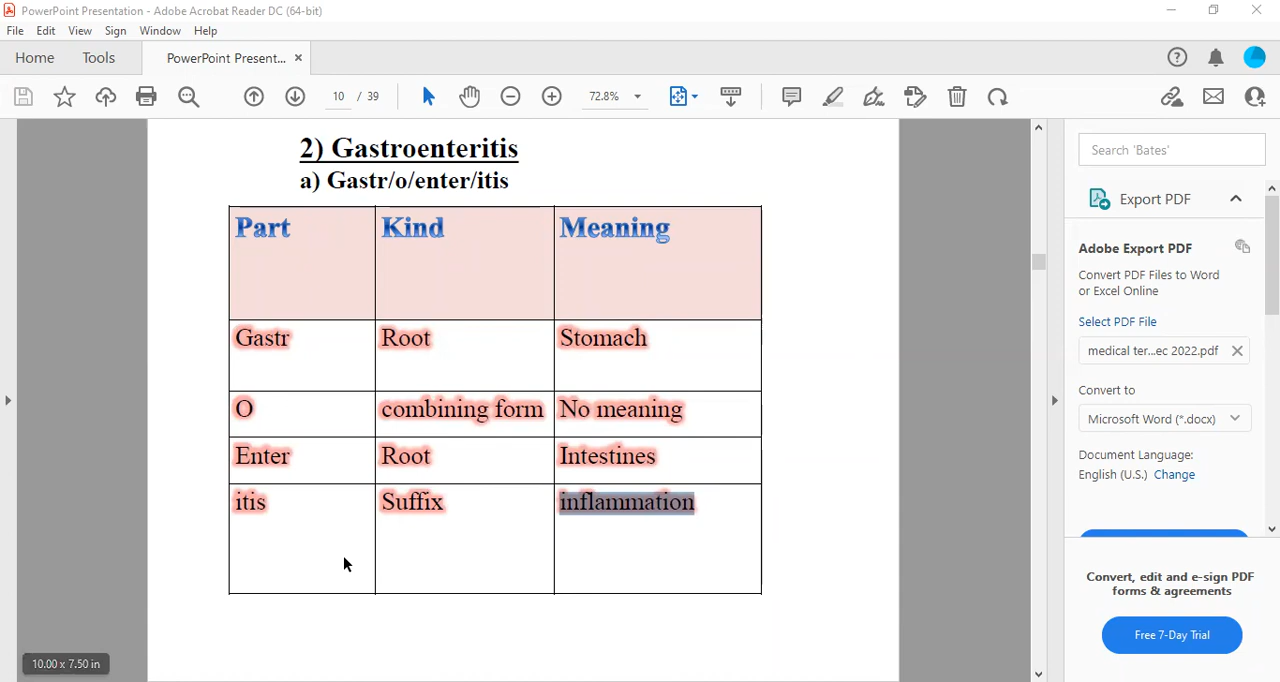 PowerPoint Presentation - Adobe Acrobat Reader DC (64-bit)
File Edit View Sign Window Help
Home Tools PowerPoint Present... ×
10 / 39 72.8%
2) Gastroenteritis
a) Gastr/o/enter/itis
Part Kind Meaning
Gastr Root Stomach
O combining form No meaning
Enter Root Intestines
itis Suffix inflammation
10.00 x 7.50 in
Search 'Bates'
Export PDF
Adobe Export PDF
Convert PDF Files to Word
or Excel Online
Select PDF File
medical ter...ec 2022.pdf
Convert to
Microsoft Word (*.docx)
Document Language:
English (U.S.) Change
Convert, edit and e-sign PDF
forms & agreements
Free 7-Day Trial